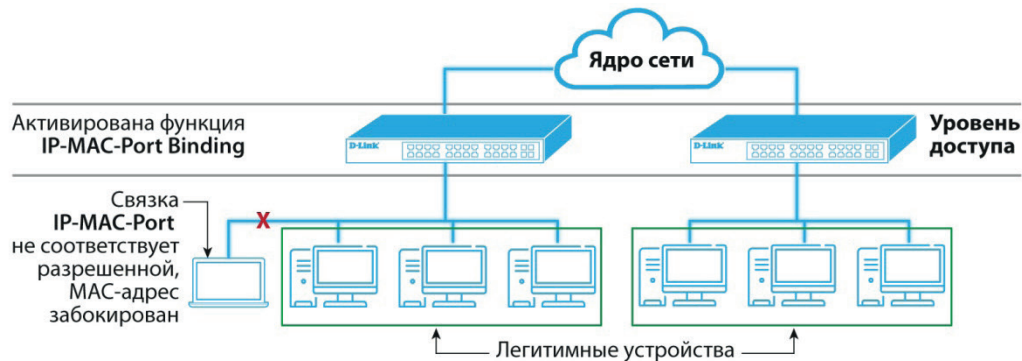 Ядро сети
Активирована функция
IP-MAC-Port Binding
D-Link
D-Link
Уровень
доступа
Связка
IP-MAC-Port
не соответствует
разрешенной,
MAC-адрес
забокирован
X
Легитимные устройства